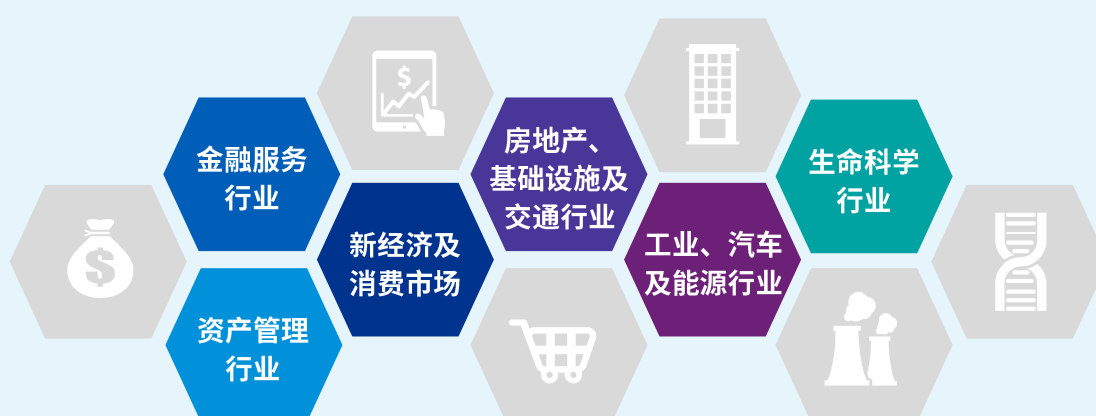 金融服务
行业
资产管理
行业
新经济及
消费市场
房地产、
基础设施及
交通行业
工业、汽车
及能源行业
生命科学
行业
$
$